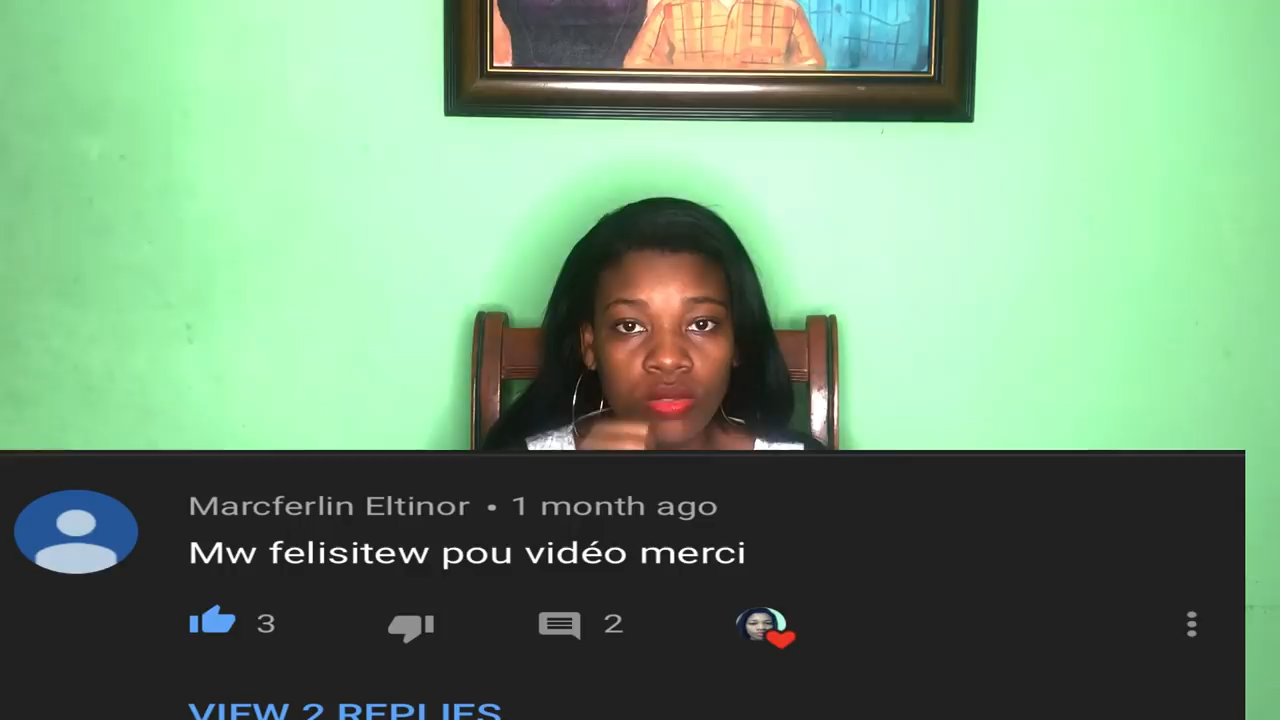 Marcferlin Eltinor • 1 month ago
Mw felisitew pou vidéo merci
3
2
VIEW 2 REPLIES